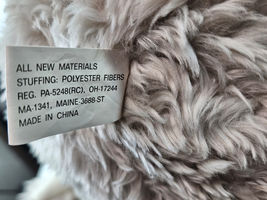 ALL NEW MATERIALS
STUFFING: POLYESTER FIBERS
REG. PA-5248(RC), OH-17244
MA-1341, MAINE 3688-ST
MADE IN CHINA